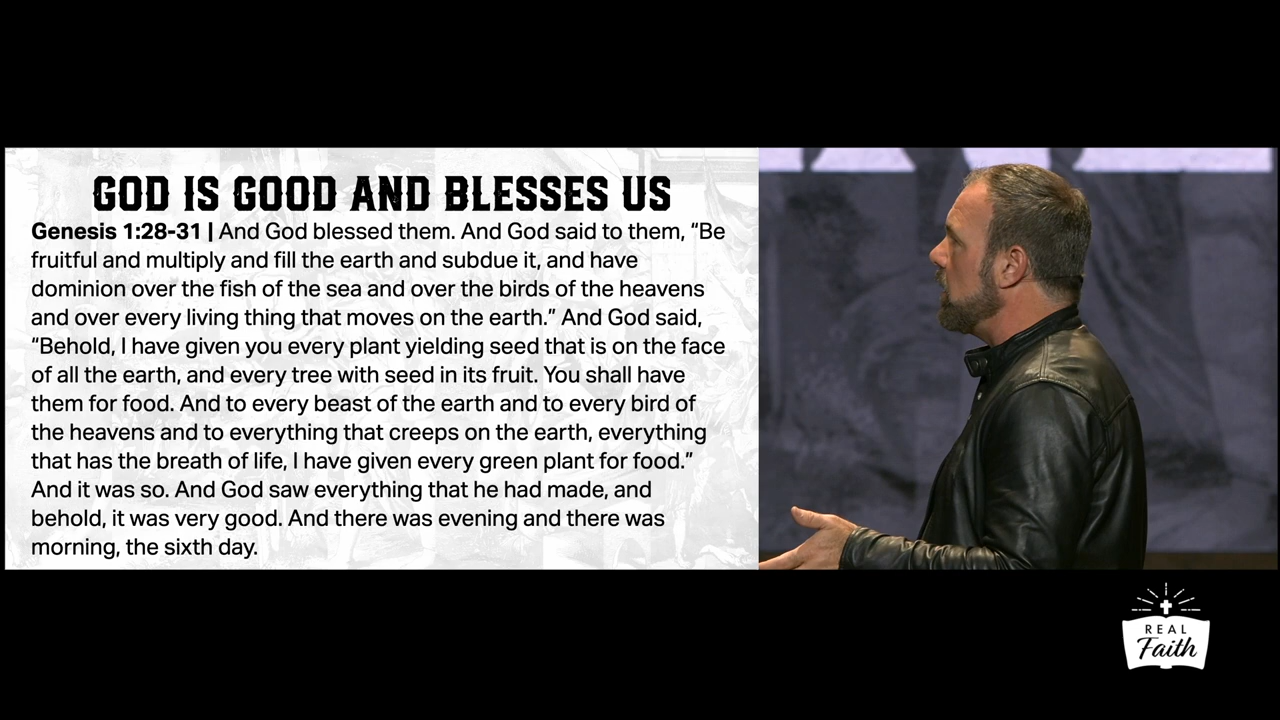 GOD IS GOOD AND BLESSES US
Genesis 1:28-31 | And God blessed them. And God said to them, “Be
fruitful and multiply and fill the earth and subdue it, and have
dominion over the fish of the sea and over the birds of the heavens
and over every living thing that moves on the earth.” And God said,
“Behold, I have given you every plant yielding seed that is on the face
of all the earth, and every tree with seed in its fruit. You shall have
them for food. And to every beast of the earth and to every bird of
the heavens and to everything that creeps on the earth, everything
that has the breath of life, I have given every green plant for food.”
And it was so. And God saw everything that he had made, and
behold, it was very good. And there was evening and there was
morning, the sixth day.
REAL
Faith